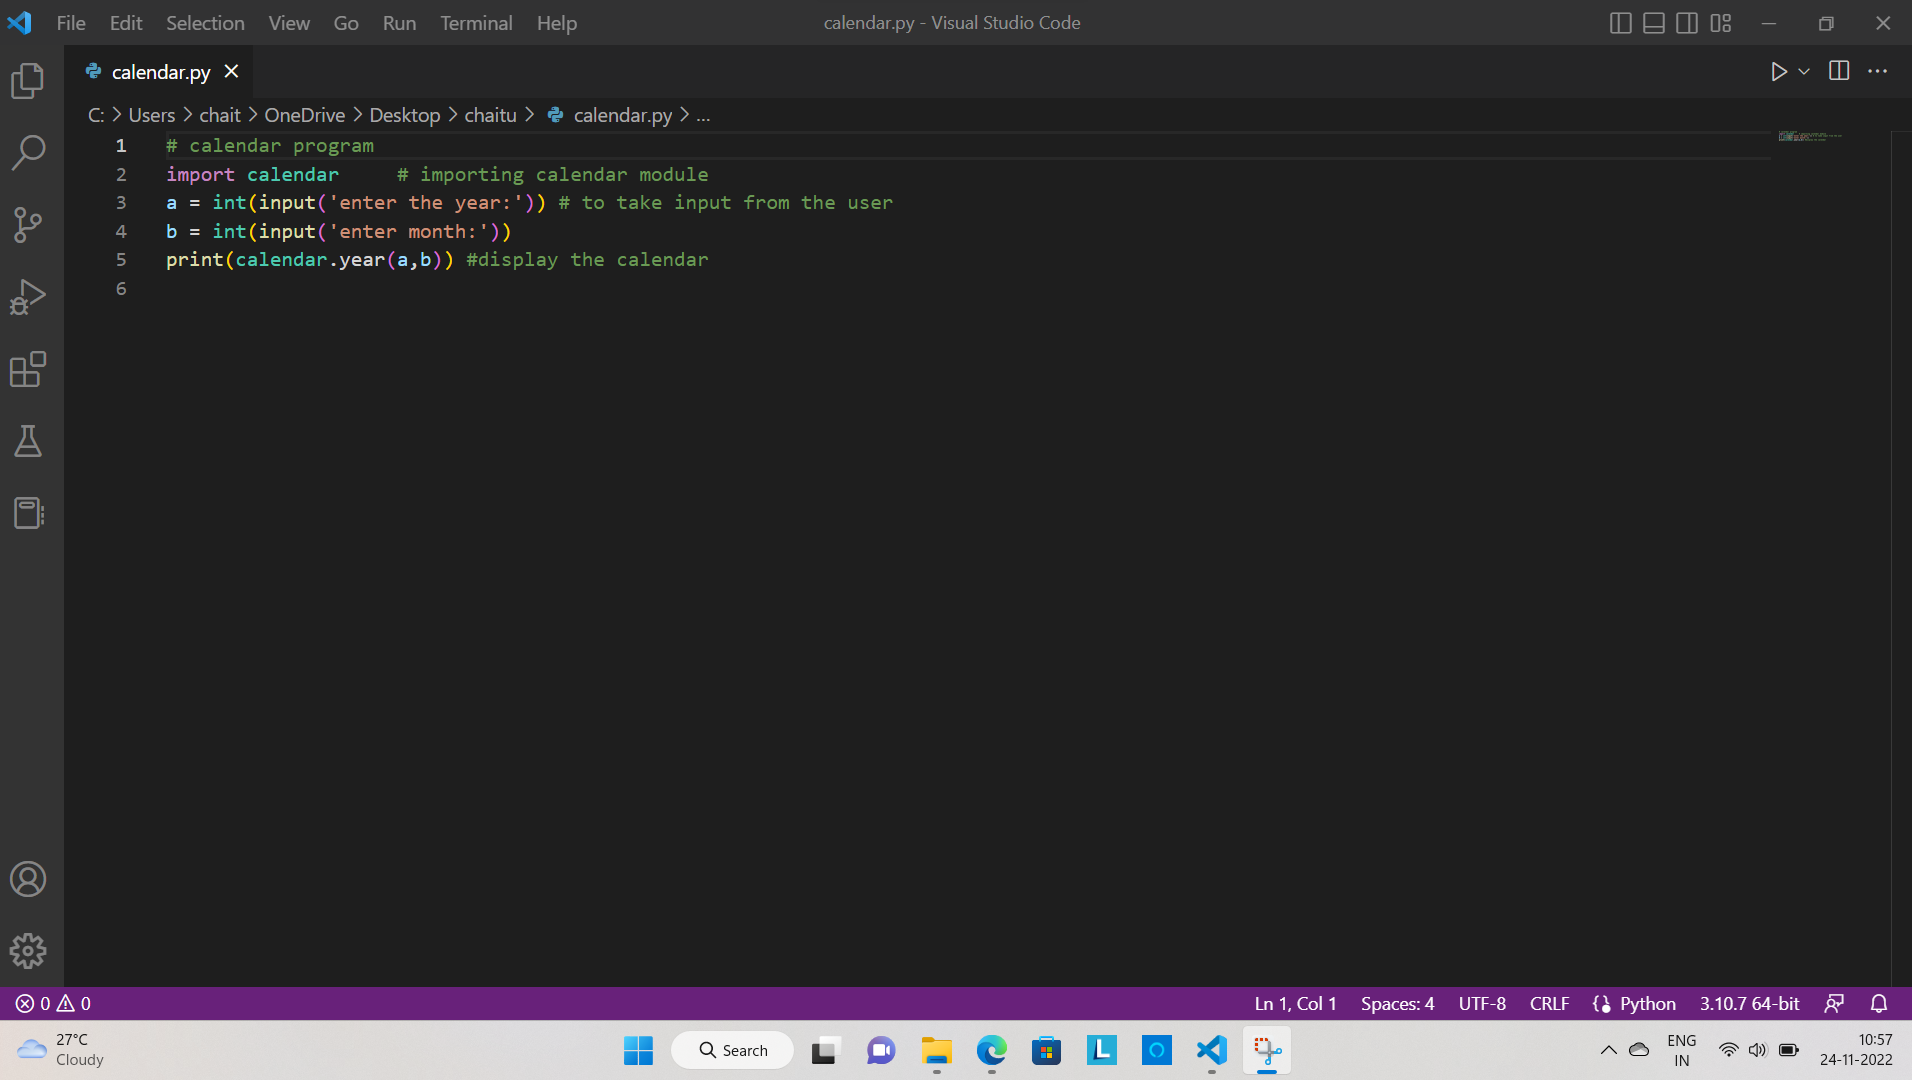 File Edit Selection View Go Run Terminal Help calendar.py - Visual Studio Code
calendar.py
C: > Users > chait > OneDrive > Desktop > chaitu > calendar.py > ...
1 # calendar program
2 import calendar     # importing calendar module
3 a = int(input('enter the year:')) # to take input from the user
4 b = int(input('enter month:'))
5 print(calendar.year(a,b)) #display the calendar
6
0 0 Ln 1, Col 1 Spaces: 4 UTF-8 CRLF Python 3.10.7 64-bit
27°C
Cloudy
Search
L
ENG
IN
10:57
24-11-2022